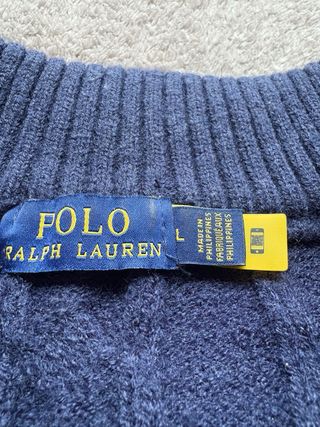 POLO
RALPH LAUREN
L
MADE IN
PHILIPPINES
FABRIQUÉ AUX
PHILIPPINES